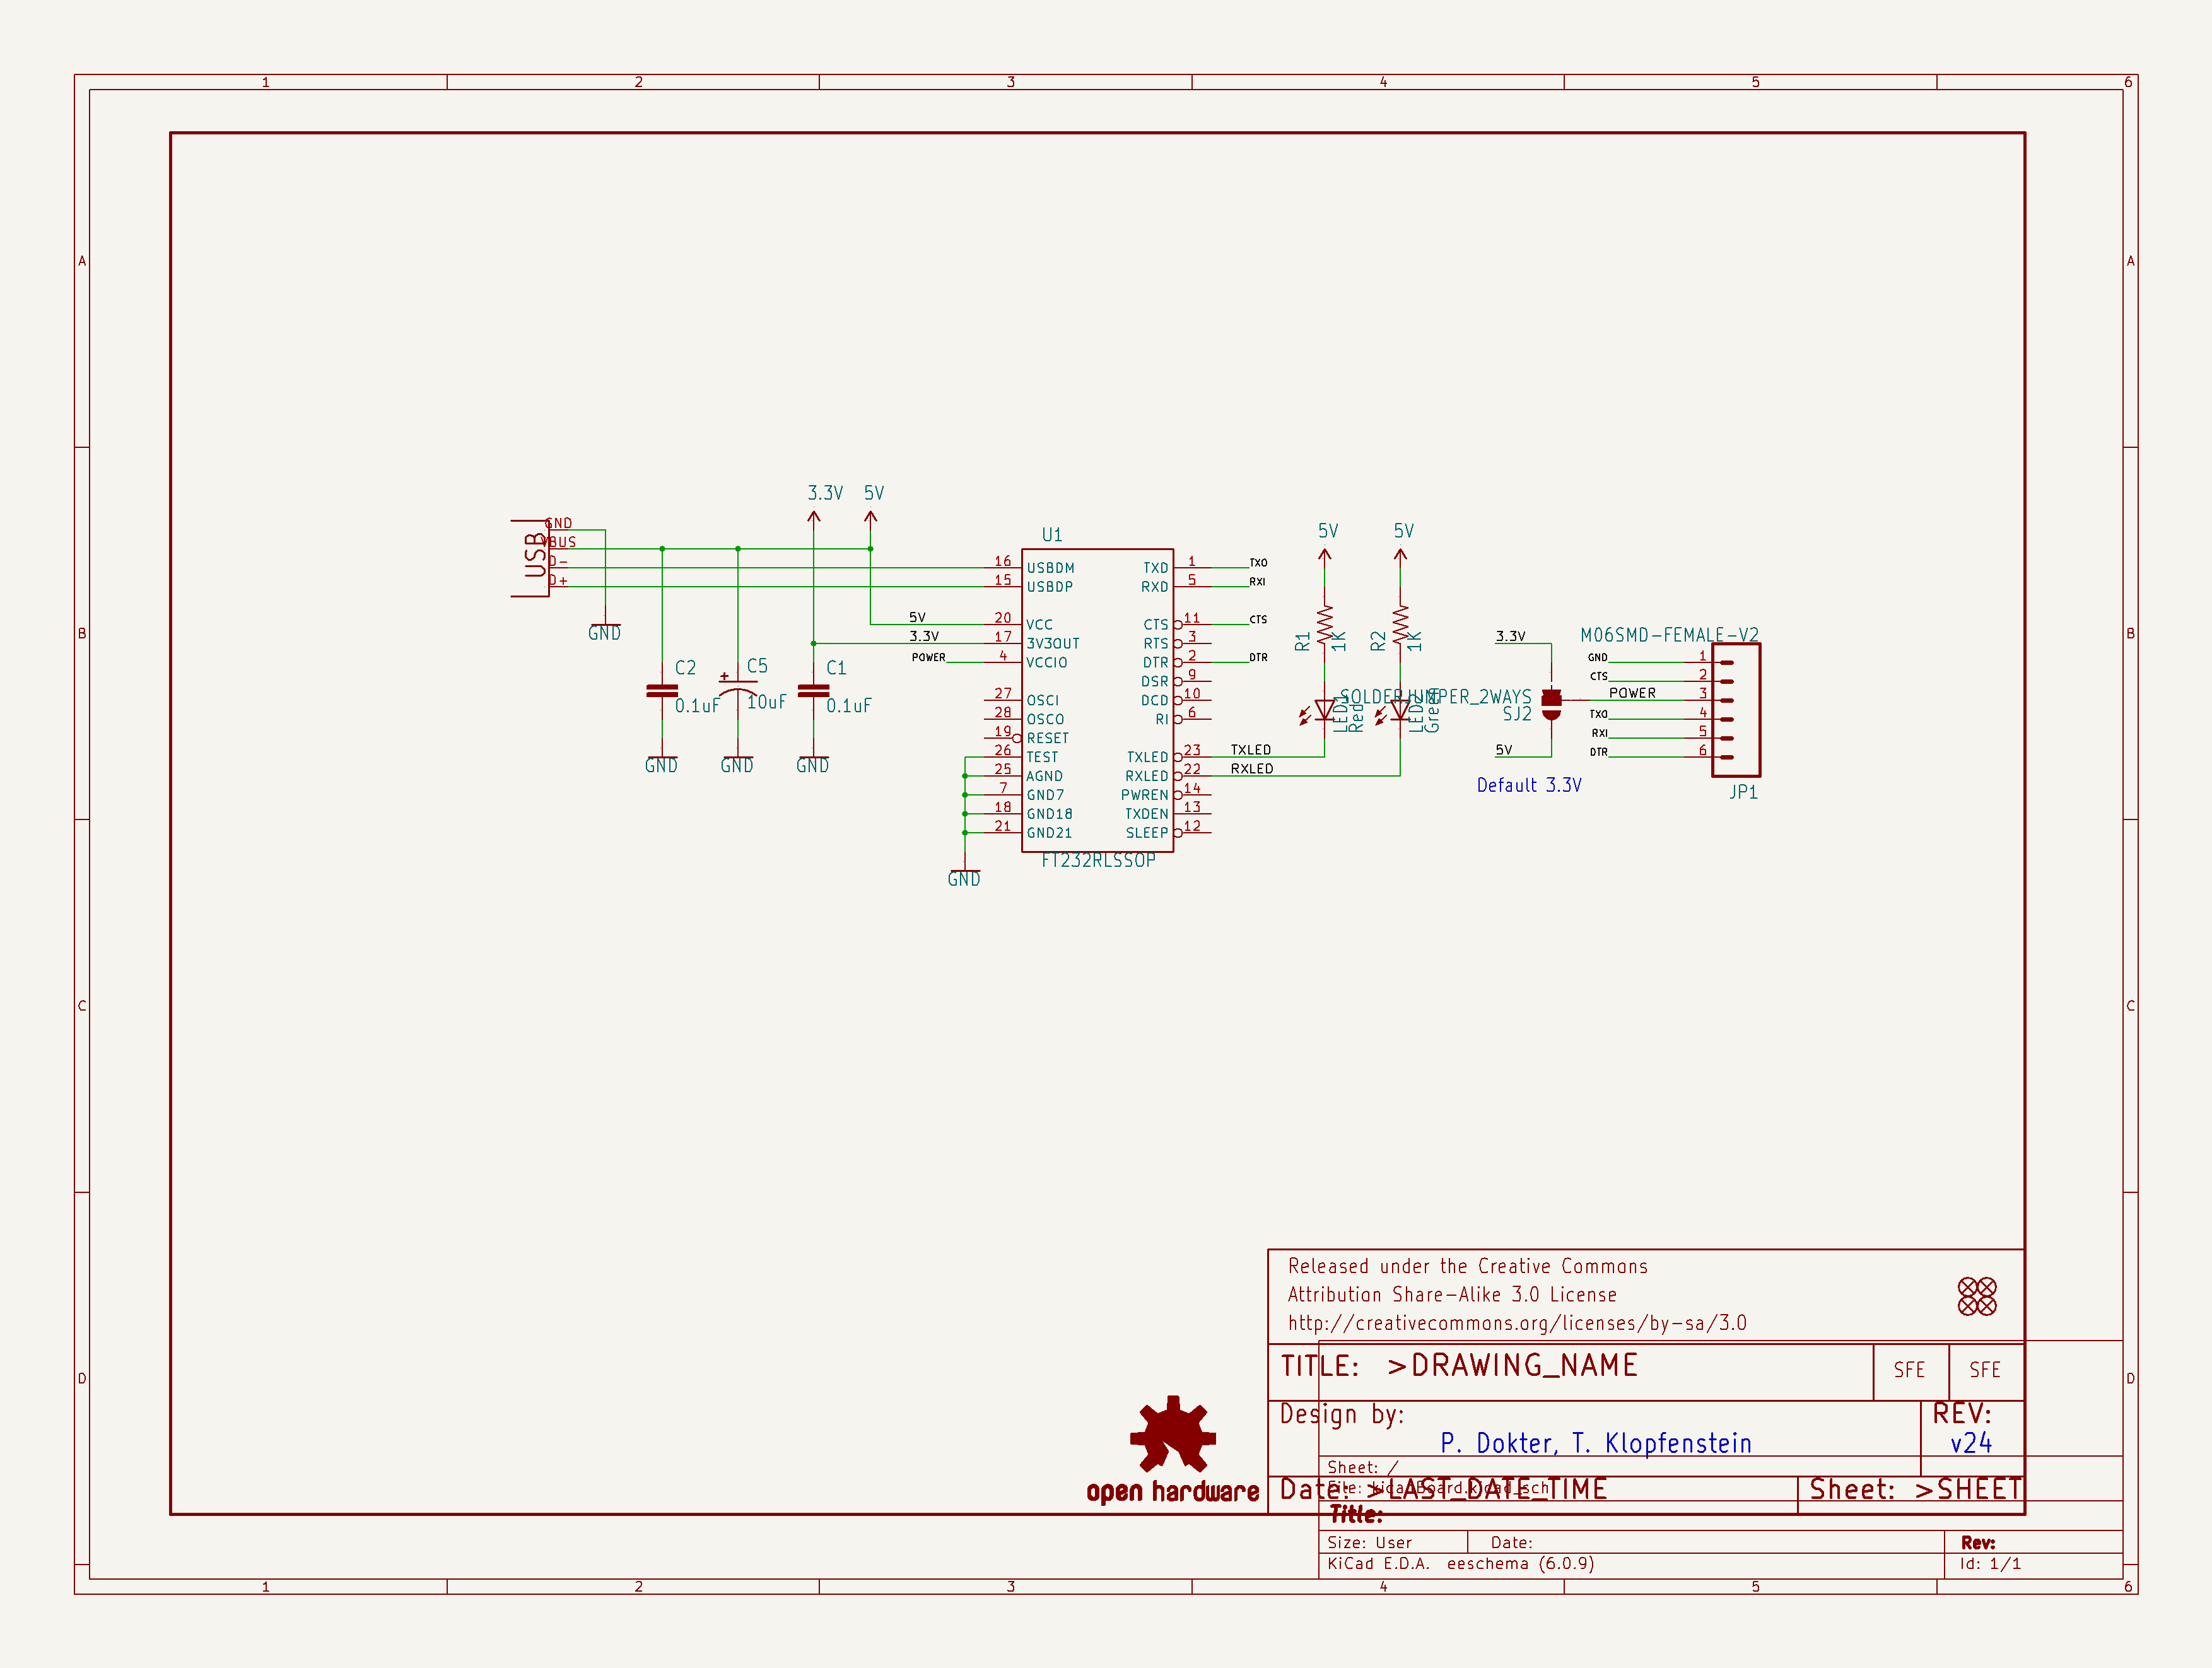 1 2 3 4 5 6
A A
B B
C C
D D
3.3V 5V
GND
VBUS
D-
D+
USB
GND
C2
0.1uF
GND
C5
10uF
GND
C1
0.1uF
GND
5V
3.3V
POWER
U1
16 USBDM
15 USBDP
20 VCC
17 3V3OUT
4 VCCIO
27 OSCI
28 OSCO
19 RESET
26 TEST
25 AGND
7 GND7
18 GND18
21 GND21
GND
TXD 1 TXO
RXD 5 RXI
CTS 11 CTS
RTS 3
DTR 2 DTR
DSR 9
DCD 10
RI 6
TXLED 23 TXLED
RXLED 22 RXLED
PWREN 14
TXDEN 13
SLEEP 12
FT232RLSSOP
5V 5V
R1 1K
R2 1K
LED1
Red
LED2
Green
SOLDERJUMPER_2WAYS
SJ2
3.3V
5V
Default 3.3V
M06SMD-FEMALE-V2
GND 1
CTS 2
POWER 3
TXO 4
RXI 5
DTR 6
JP1
Released under the Creative Commons
Attribution Share-Alike 3.0 License
http://creativecommons.org/licenses/by-sa/3.0
TITLE: >DRAWING_NAME
SFE SFE
Design by:
P. Dokter, T. Klopfenstein
REV:
v24
Sheet: /
File: kicadBoard.kicad_sch
Date: >LAST_DATE_TIME
Sheet: >SHEET
Title:
Size: User Date: Rev:
KiCad E.D.A. eeschema (6.0.9) Id: 1/1
open hardware
1 2 3 4 5 6